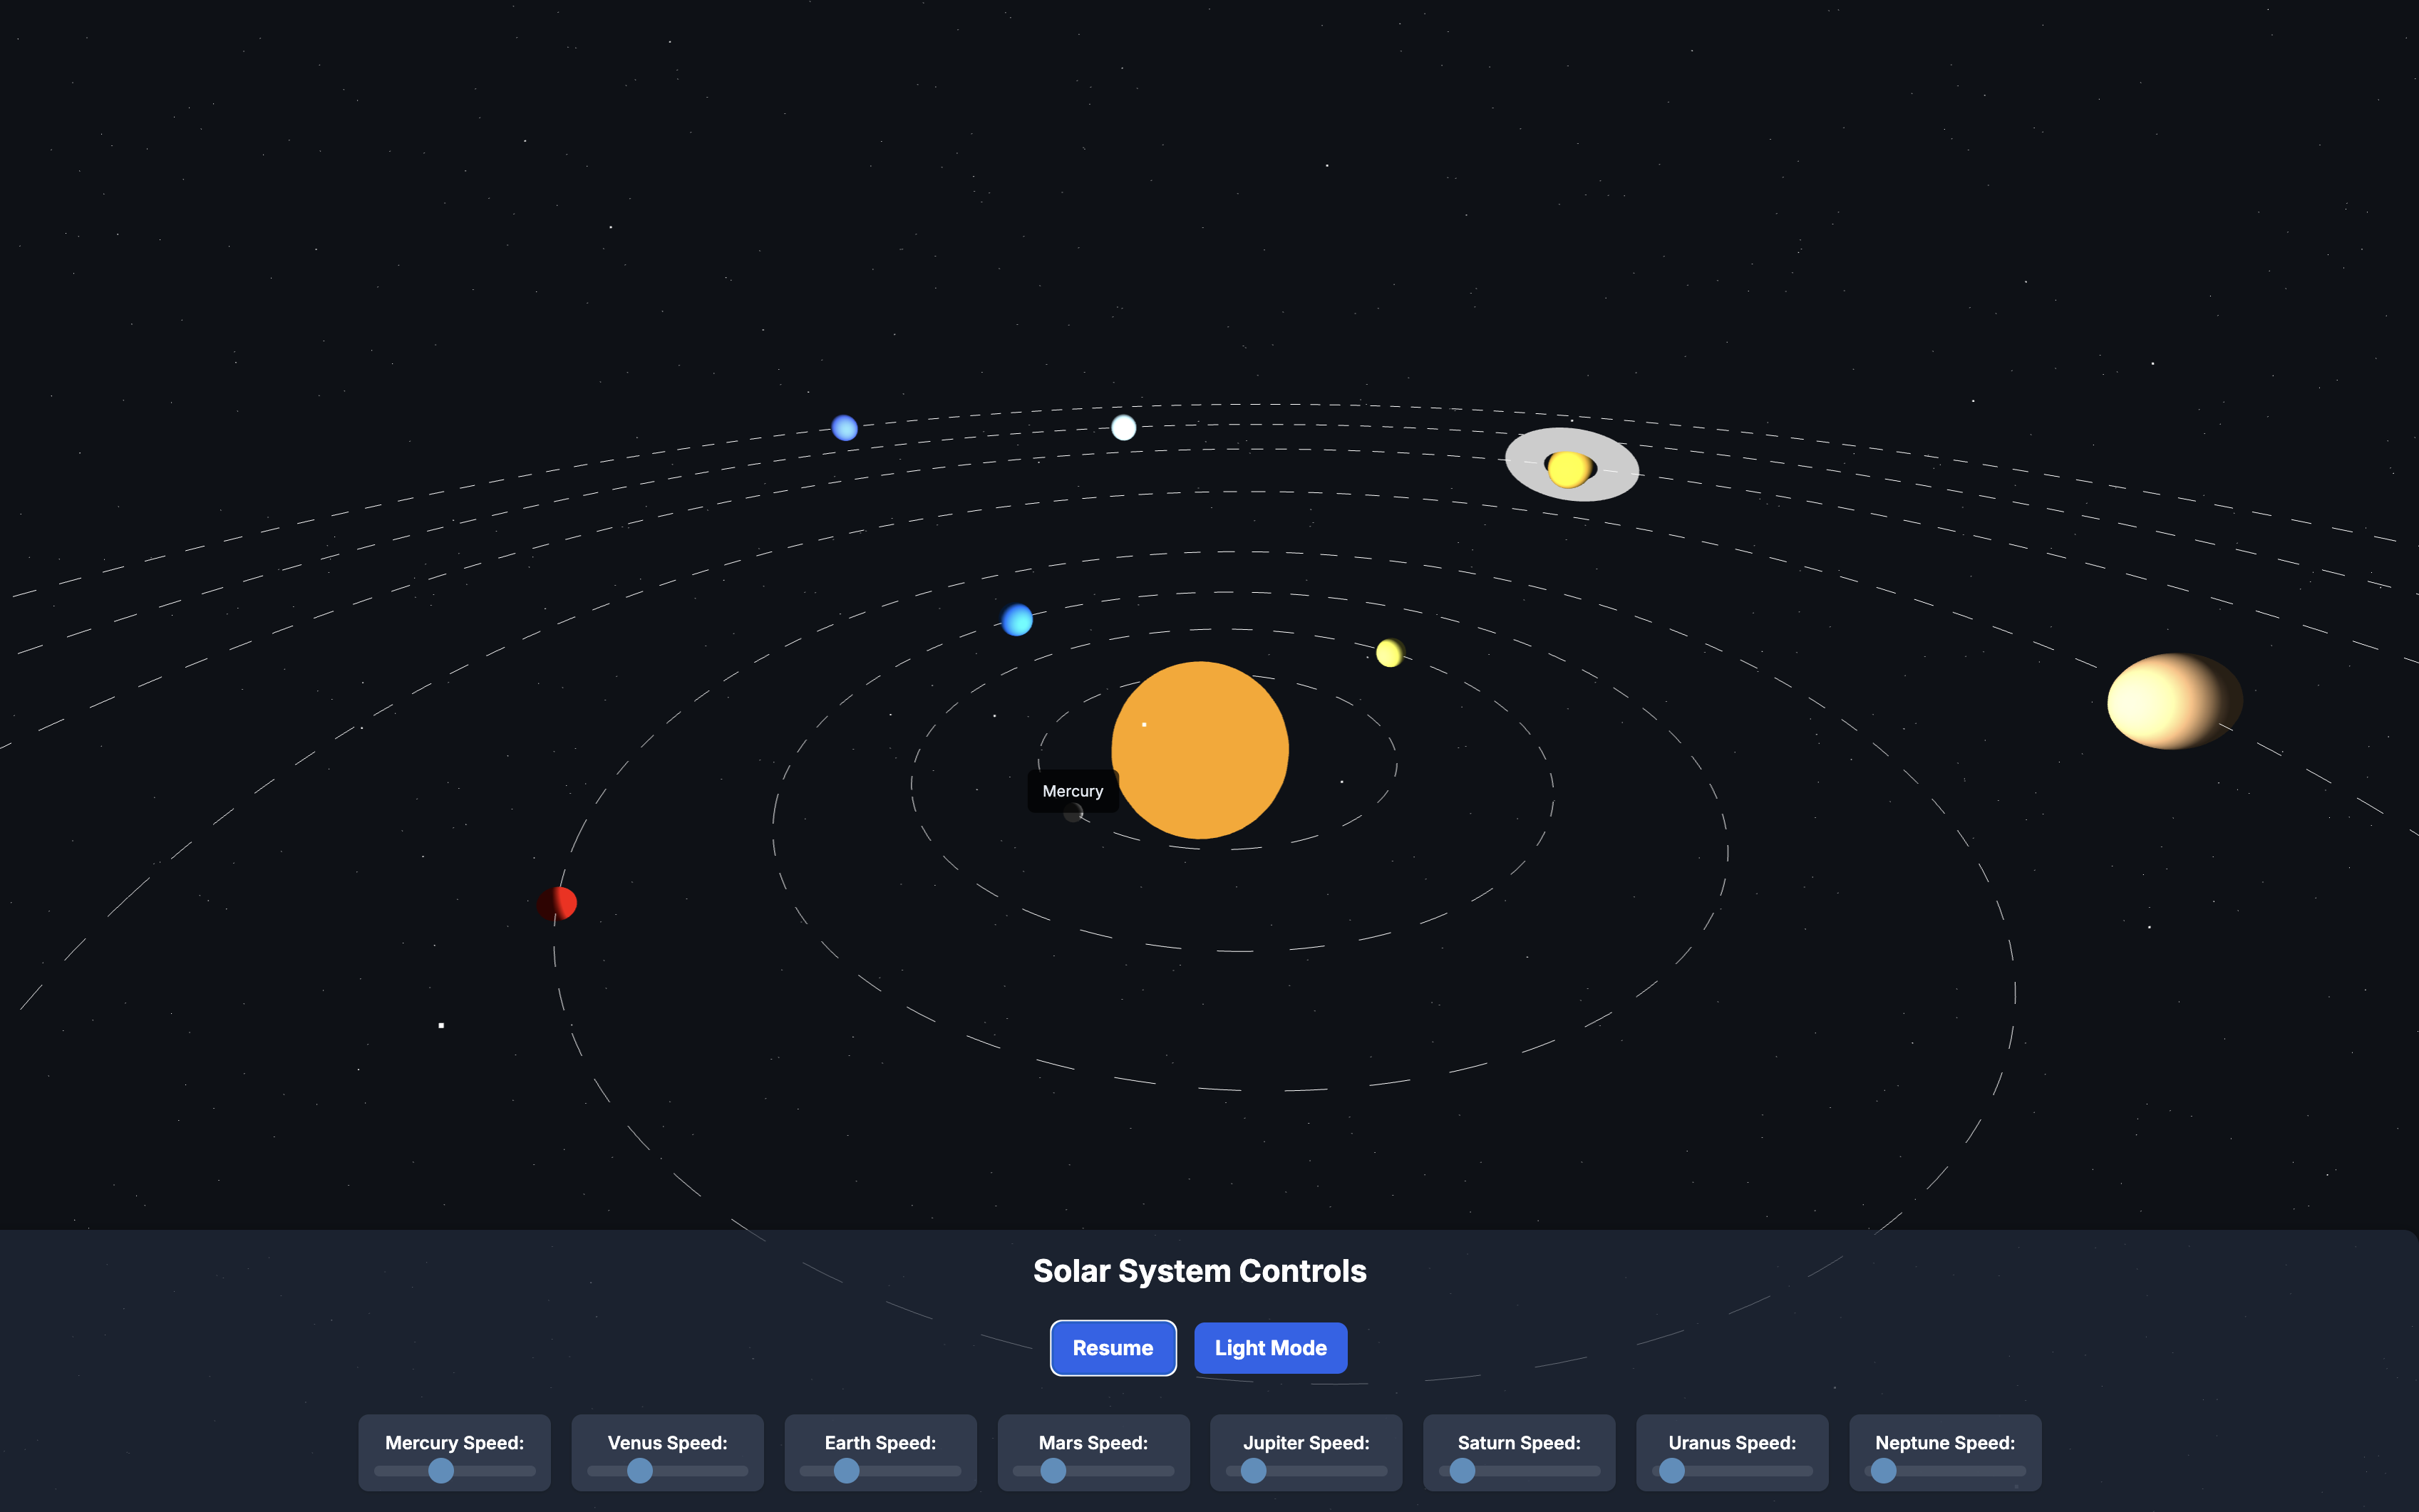 Mercury
Solar System Controls
Resume
Light Mode
Mercury Speed:
Venus Speed:
Earth Speed:
Mars Speed:
Jupiter Speed:
Saturn Speed:
Uranus Speed:
Neptune Speed: